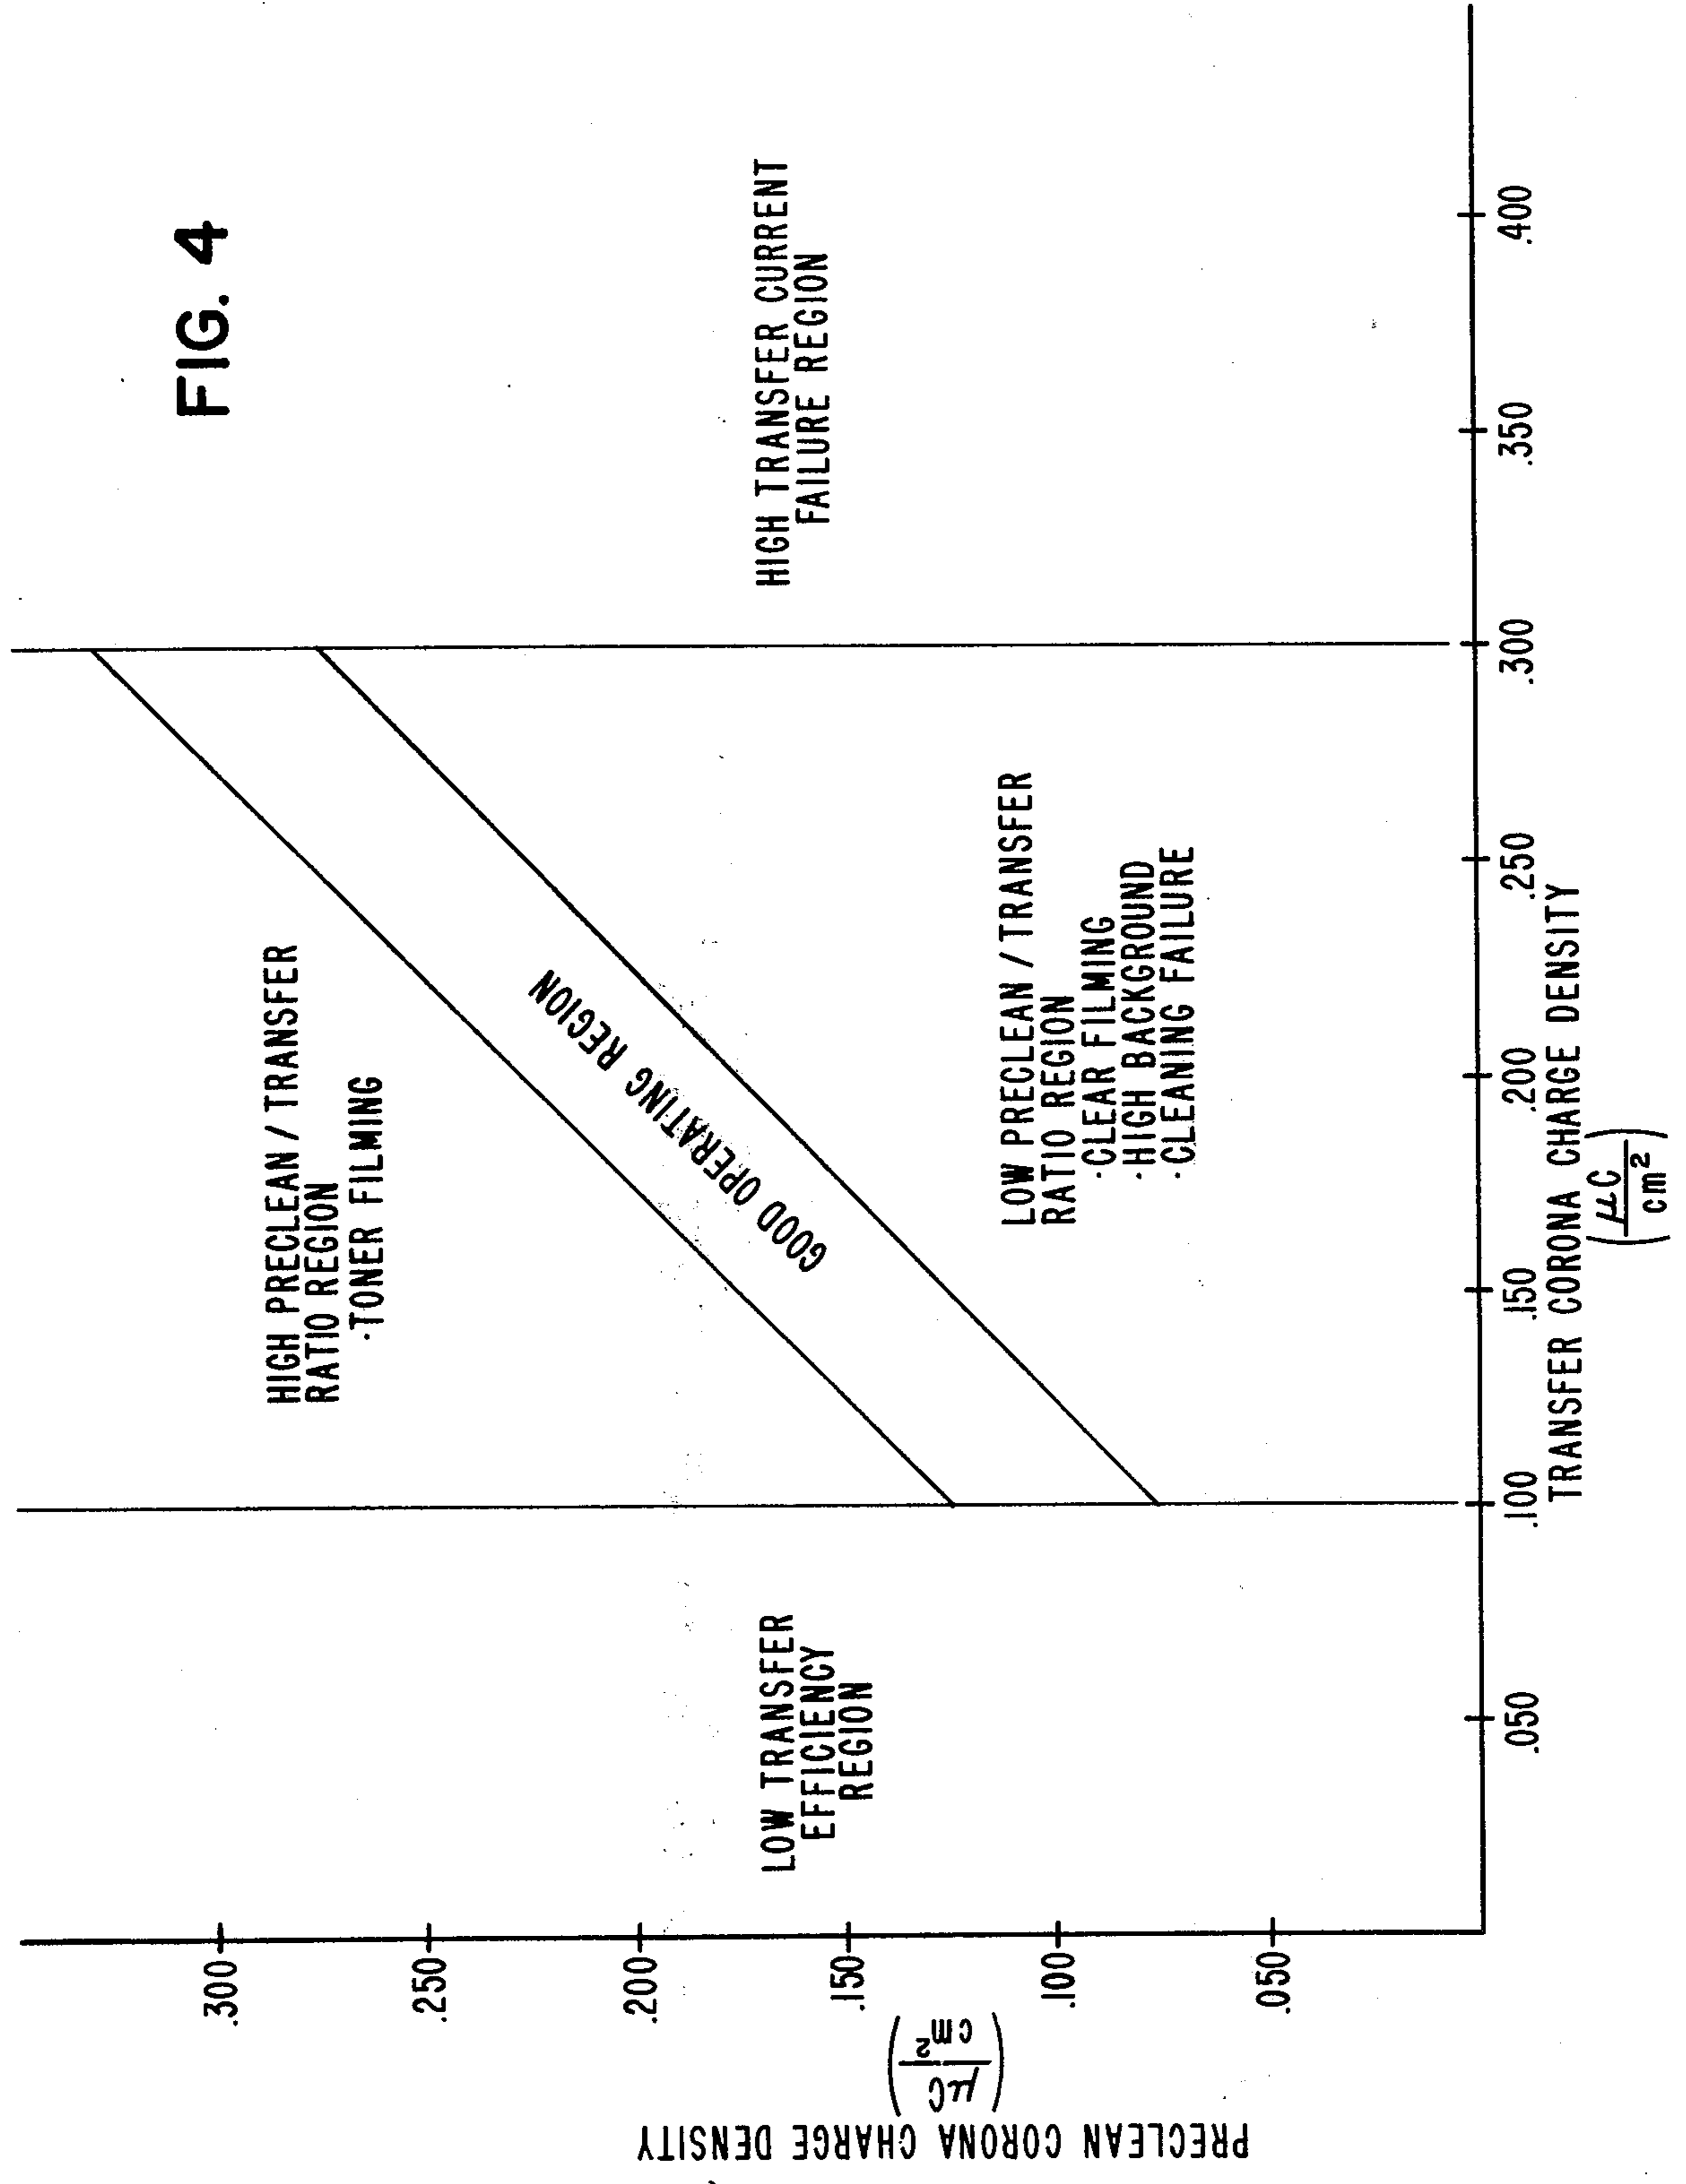 FIG. 4
HIGH PRECLEAN / TRANSFER
RATIO REGION
·TONER FILMING
GOOD OPERATING REGION
HIGH TRANSFER CURRENT
FAILURE REGION
LOW TRANSFER
EFFICIENCY
REGION
LOW PRECLEAN / TRANSFER
RATIO REGION
·CLEAR FILMING
·HIGH BACKGROUND
·CLEANING FAILURE
PRECLEAN CORONA CHARGE DENSITY
(μC/cm²)
.300
.250
.200
.150
.100
.050
.050 .100 .150 .200 .250 .300 .350 .400
TRANSFER CORONA CHARGE DENSITY
(μC/cm²)